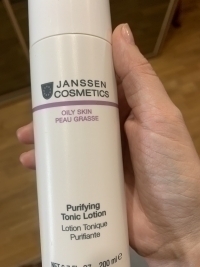 JANSSEN
COSMETICS
OILY SKIN
PEAU GRASSE
Purifying
Tonic Lotion
Lotion Tonique
Purifiante
200 ml e